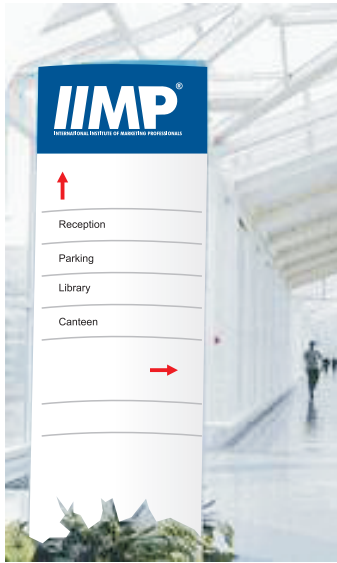 IIMP®
INTERNATIONAL INSTITUTE OF MARKETING PROFESSIONALS
Reception
Parking
Library
Canteen